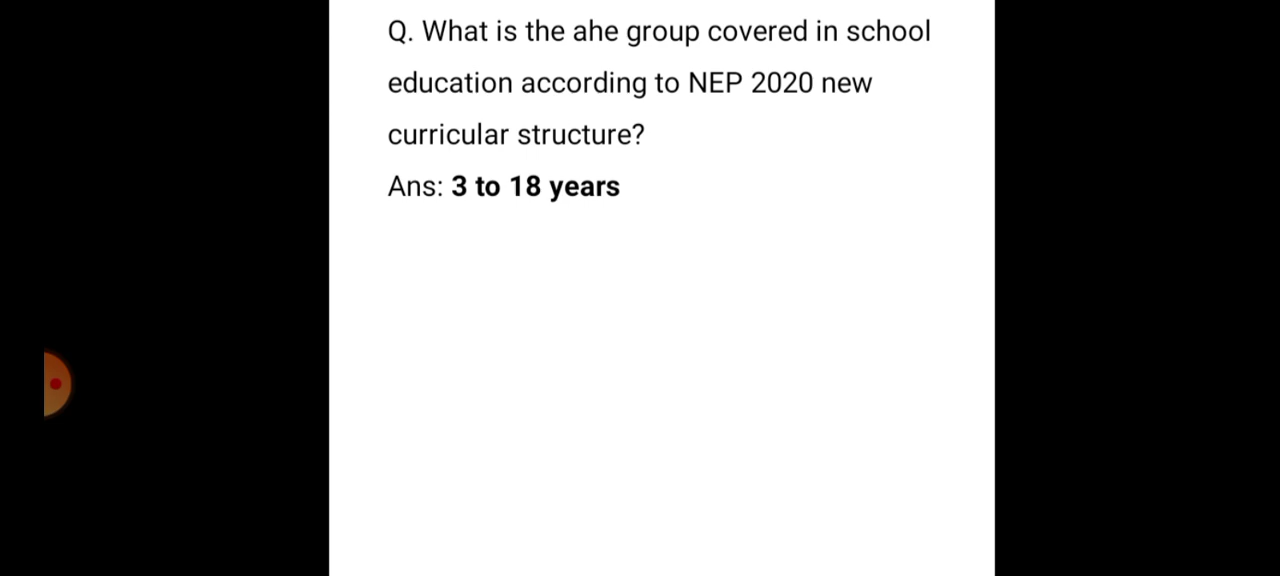 Q. What is the ahe group covered in school
education according to NEP 2020 new
curricular structure?
Ans: 3 to 18 years